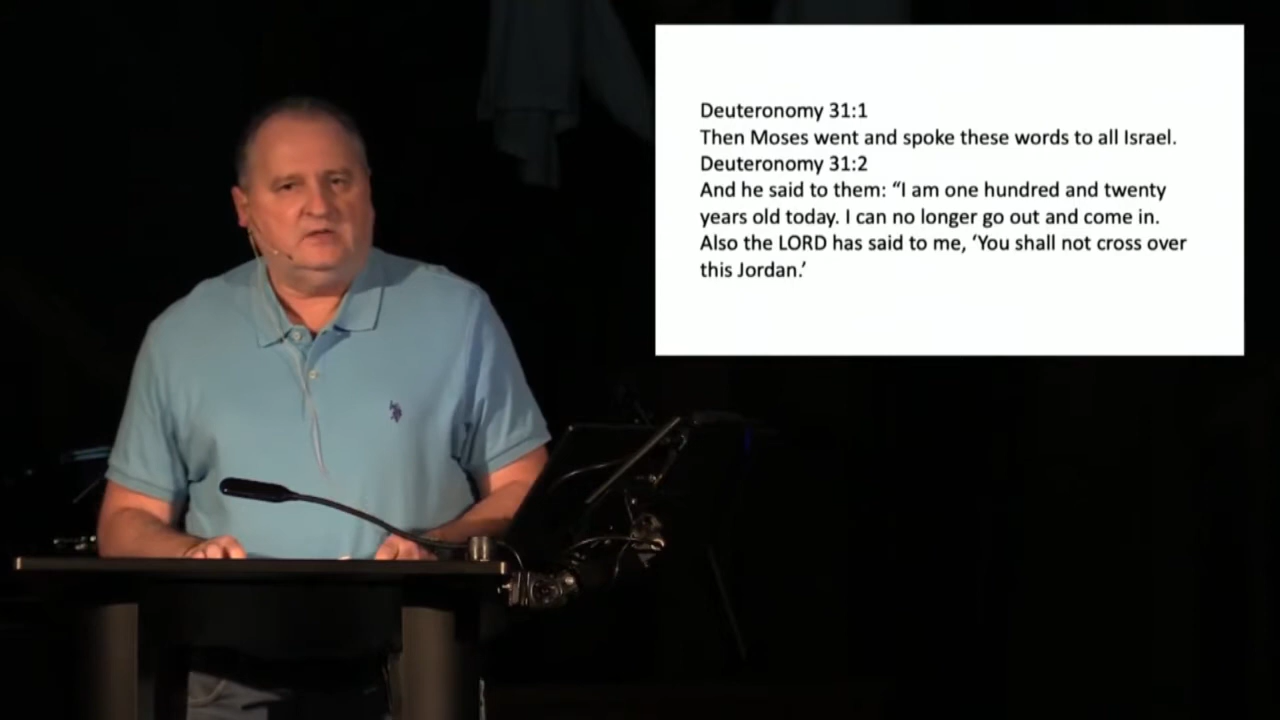 Deuteronomy 31:1
Then Moses went and spoke these words to all Israel.
Deuteronomy 31:2
And he said to them: “I am one hundred and twenty
years old today. I can no longer go out and come in.
Also the LORD has said to me, ‘You shall not cross over
this Jordan.’